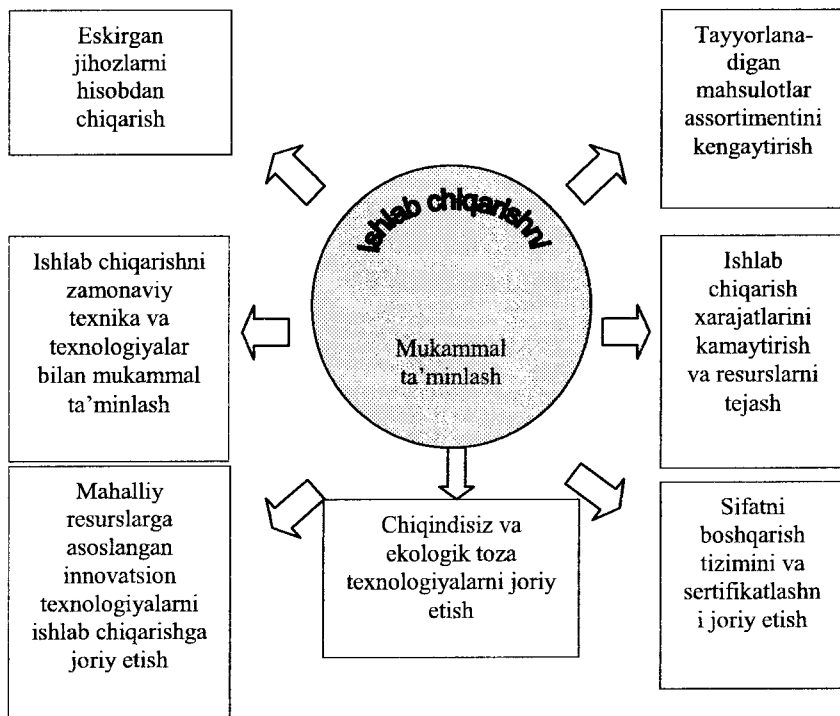 Eskirgan
jihozlarni
hisobdan
chiqarish
Tayyorlana-
digan
mahsulotlar
assortimentini
kengaytirish
Ishlab chiqarishni
Mukammal
ta’minlash
Ishlab chiqarishni
zamonaviy
texnika va
texnologiyalar
bilan mukammal
ta’minlash
Ishlab
chiqarish
xarajatlarini
kamaytirish
va resurslarni
tejash
Mahalliy
resurslarga
asoslangan
innovatsion
texnologiyalarni
ishlab chiqarishga
joriy etish
Chiqindisiz va
ekologik toza
texnologiyalarni joriy
etish
Sifatni
boshqarish
tizimini va
sertifikatlashn
i joriy etish